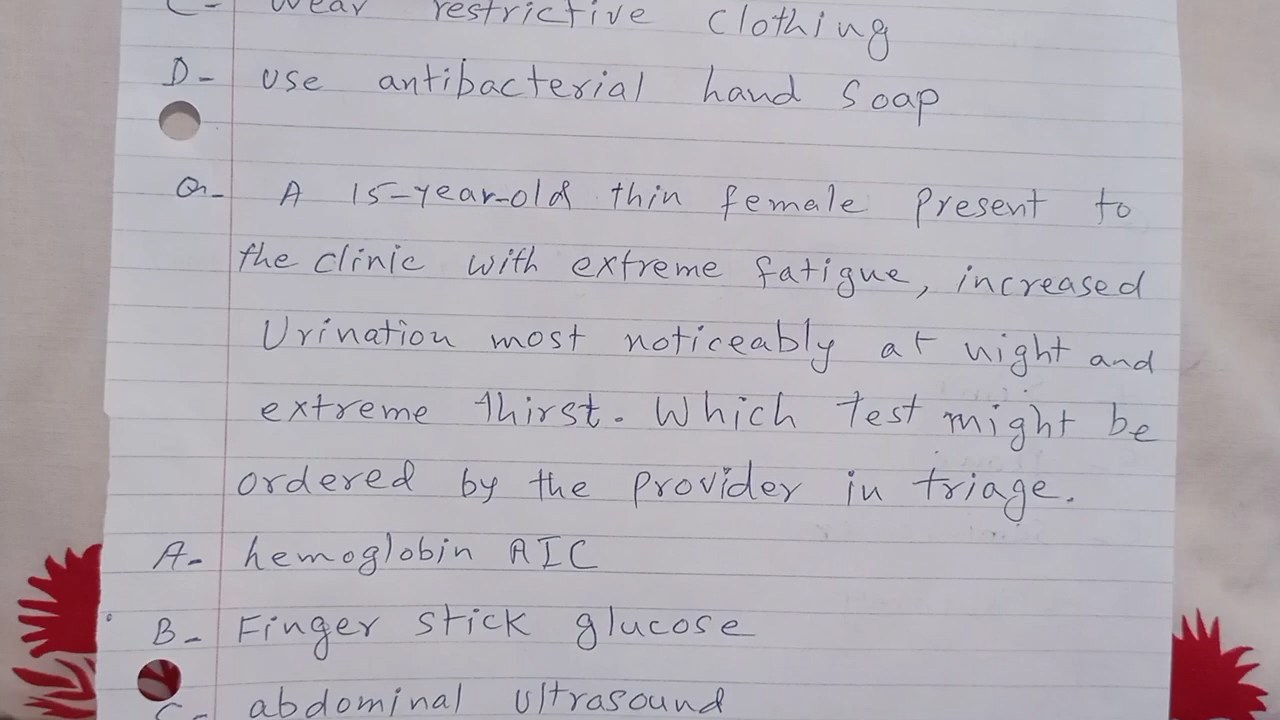 C- Wear restrictive clothing
D- use antibacterial hand soap
Q- A 15-year-old thin female present to
the clinic with extreme fatigue, increased
Urination most noticeably at night and
extreme thirst. Which test might be
ordered by the provider in triage.
A- hemoglobin AIC
B- Finger stick glucose
C- abdominal ultrasound